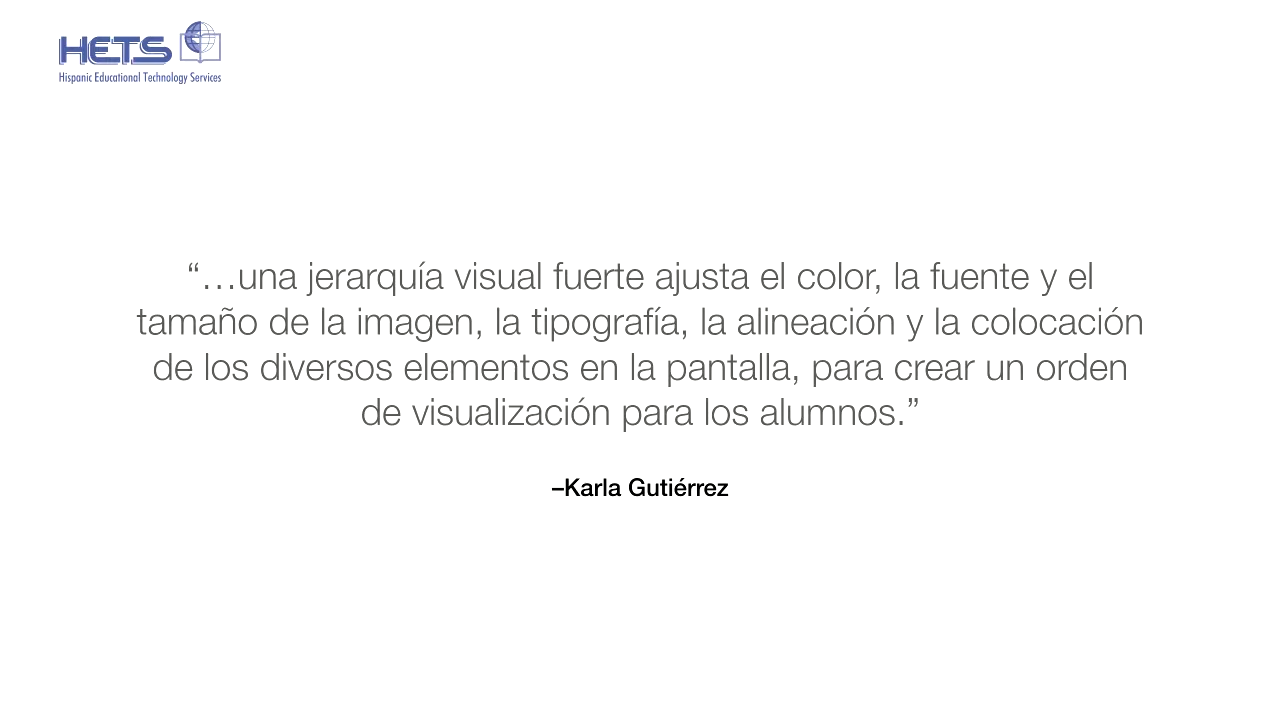 HETS
Hispanic Educational Technology Services
“…una jerarquía visual fuerte ajusta el color, la fuente y el
tamaño de la imagen, la tipografía, la alineación y la colocación
de los diversos elementos en la pantalla, para crear un orden
de visualización para los alumnos.”
–Karla Gutiérrez